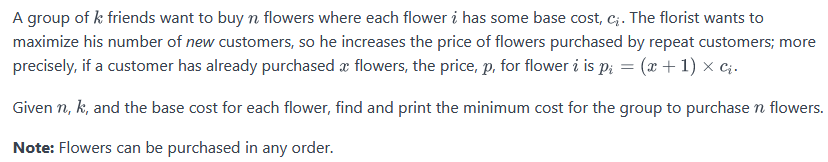 A group of k friends want to buy n flowers where each flower i has some base cost, cᵢ. The florist wants to
maximize his number of new customers, so he increases the price of flowers purchased by repeat customers; more
precisely, if a customer has already purchased x flowers, the price, p, for flower i is pᵢ = (x + 1) × cᵢ.
Given n, k, and the base cost for each flower, find and print the minimum cost for the group to purchase n flowers.
Note: Flowers can be purchased in any order.